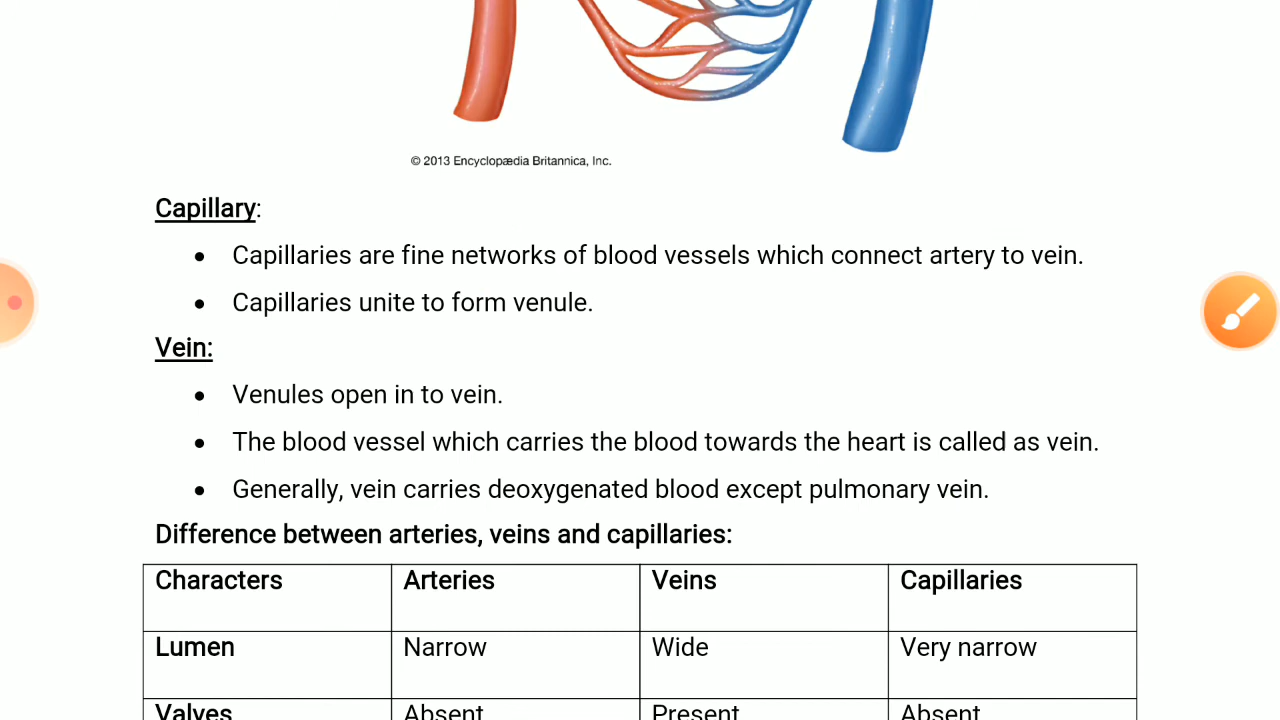 © 2013 Encyclopædia Britannica, Inc.
Capillary:
• Capillaries are fine networks of blood vessels which connect artery to vein.
• Capillaries unite to form venule.
Vein:
• Venules open in to vein.
• The blood vessel which carries the blood towards the heart is called as vein.
• Generally, vein carries deoxygenated blood except pulmonary vein.
Difference between arteries, veins and capillaries:
Characters Arteries Veins Capillaries
Lumen Narrow Wide Very narrow
Valves Absent Present Absent